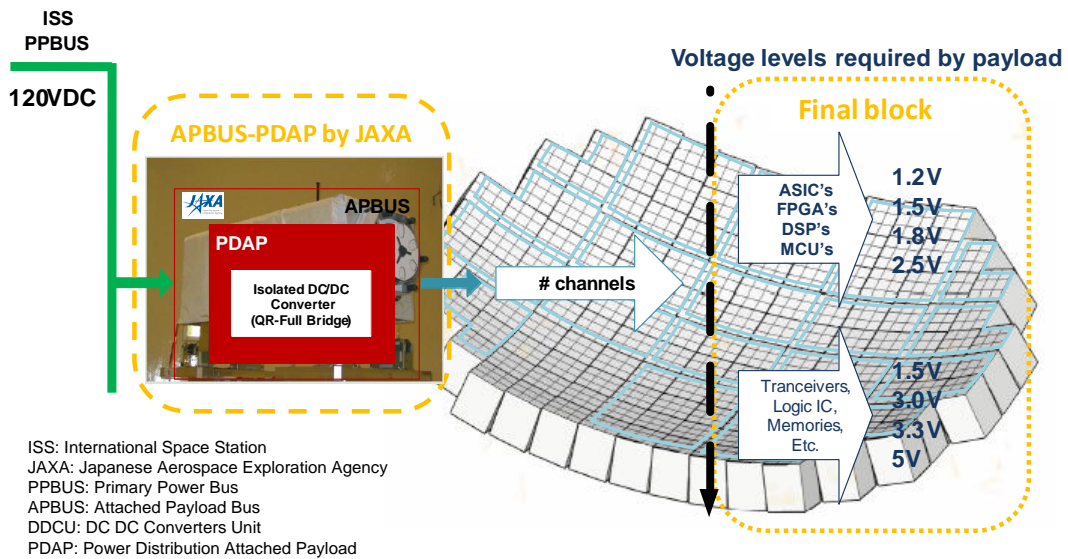 ISS
PPBUS
120VDC
APBUS-PDAP by JAXA
JAXA
APBUS
PDAP
Isolated DC/DC
Converter
(QR-Full Bridge)
# channels
Voltage levels required by payload
Final block
ASIC's
FPGA's
DSP's
MCU's
1.2V
1.5V
1.8V
2.5V
Tranceivers,
Logic IC,
Memories,
Etc.
1.5V
3.0V
3.3V
5V
ISS: International Space Station
JAXA: Japanese Aerospace Exploration Agency
PPBUS: Primary Power Bus
APBUS: Attached Payload Bus
DDCU: DC DC Converters Unit
PDAP: Power Distribution Attached Payload